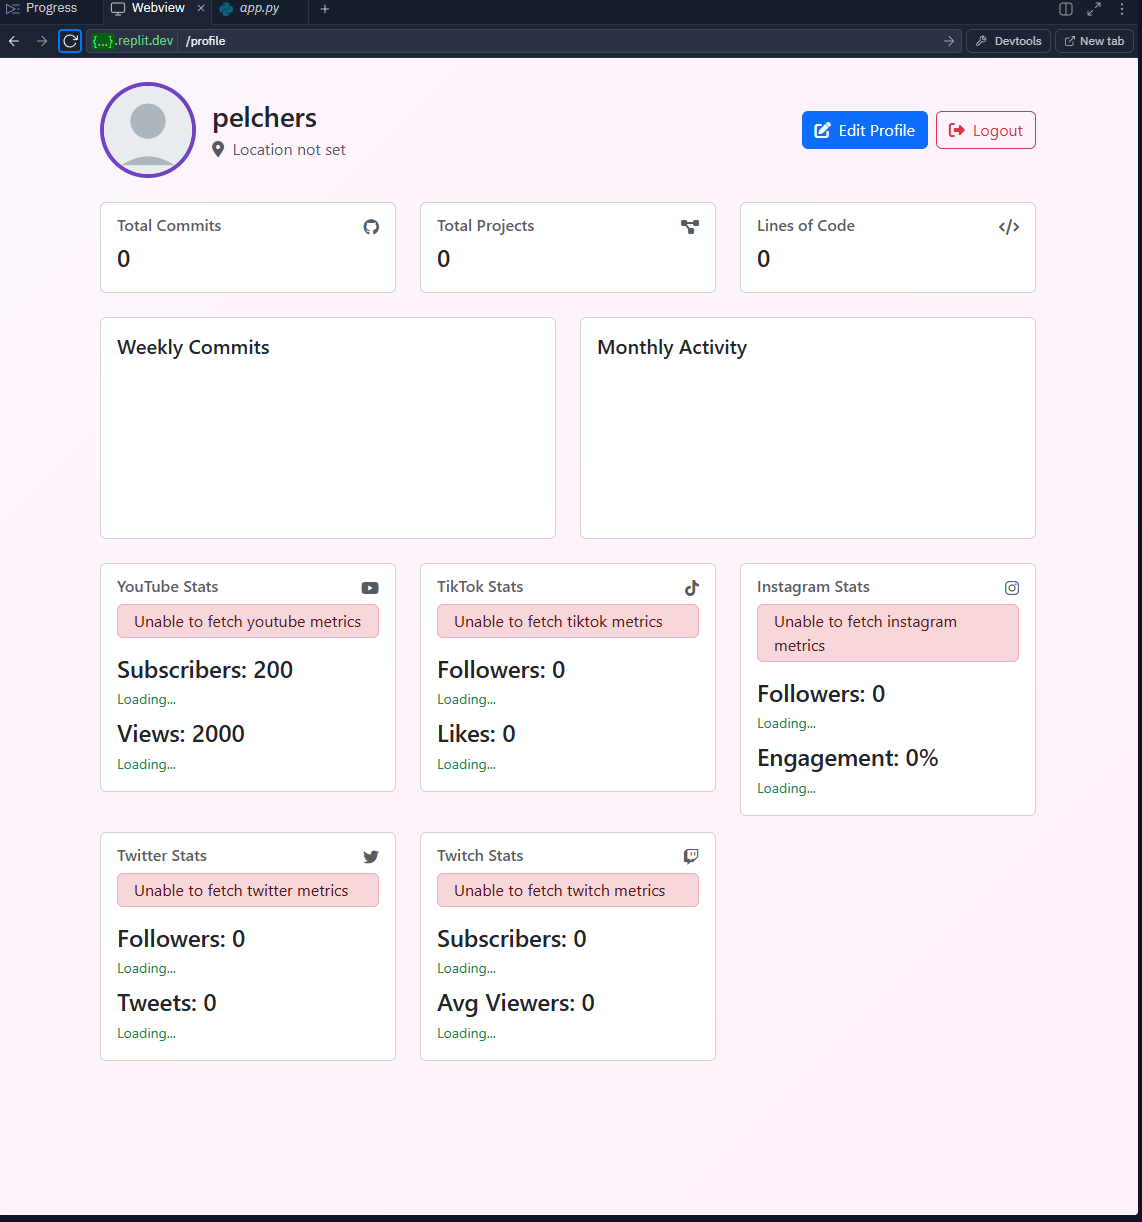 Progress
Webview
app.py
{...}.replit.dev /profile
Devtools
New tab
pelchers
Location not set
Edit Profile
Logout
Total Commits
0
Total Projects
0
Lines of Code
0
Weekly Commits
Monthly Activity
YouTube Stats
Unable to fetch youtube metrics
Subscribers: 200
Loading...
Views: 2000
Loading...
TikTok Stats
Unable to fetch tiktok metrics
Followers: 0
Loading...
Likes: 0
Loading...
Instagram Stats
Unable to fetch instagram
metrics
Followers: 0
Loading...
Engagement: 0%
Loading...
Twitter Stats
Unable to fetch twitter metrics
Followers: 0
Loading...
Tweets: 0
Loading...
Twitch Stats
Unable to fetch twitch metrics
Subscribers: 0
Loading...
Avg Viewers: 0
Loading...